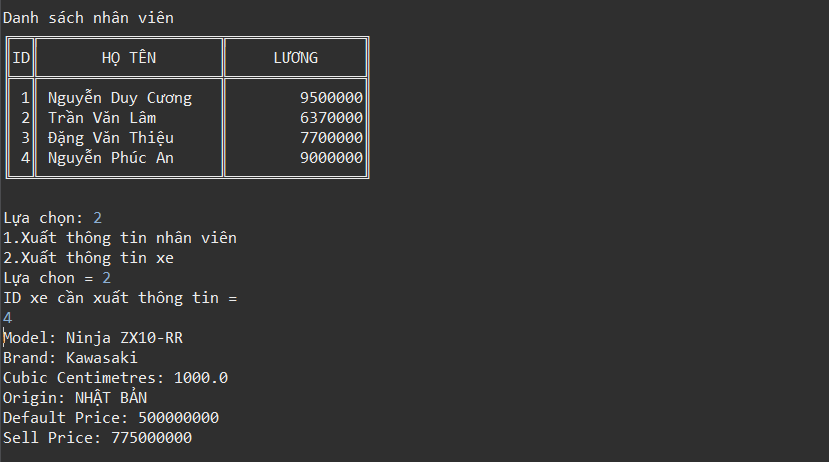 Danh sách nhân viên
ID HỌ TÊN LƯƠNG
1 Nguyễn Duy Cương 9500000
2 Trần Văn Lâm 6370000
3 Đặng Văn Thiệu 7700000
4 Nguyễn Phúc An 9000000
Lựa chọn: 2
1.Xuất thông tin nhân viên
2.Xuất thông tin xe
Lựa chon = 2
ID xe cần xuất thông tin =
4
Model: Ninja ZX10-RR
Brand: Kawasaki
Cubic Centimetres: 1000.0
Origin: NHẬT BẢN
Default Price: 500000000
Sell Price: 775000000